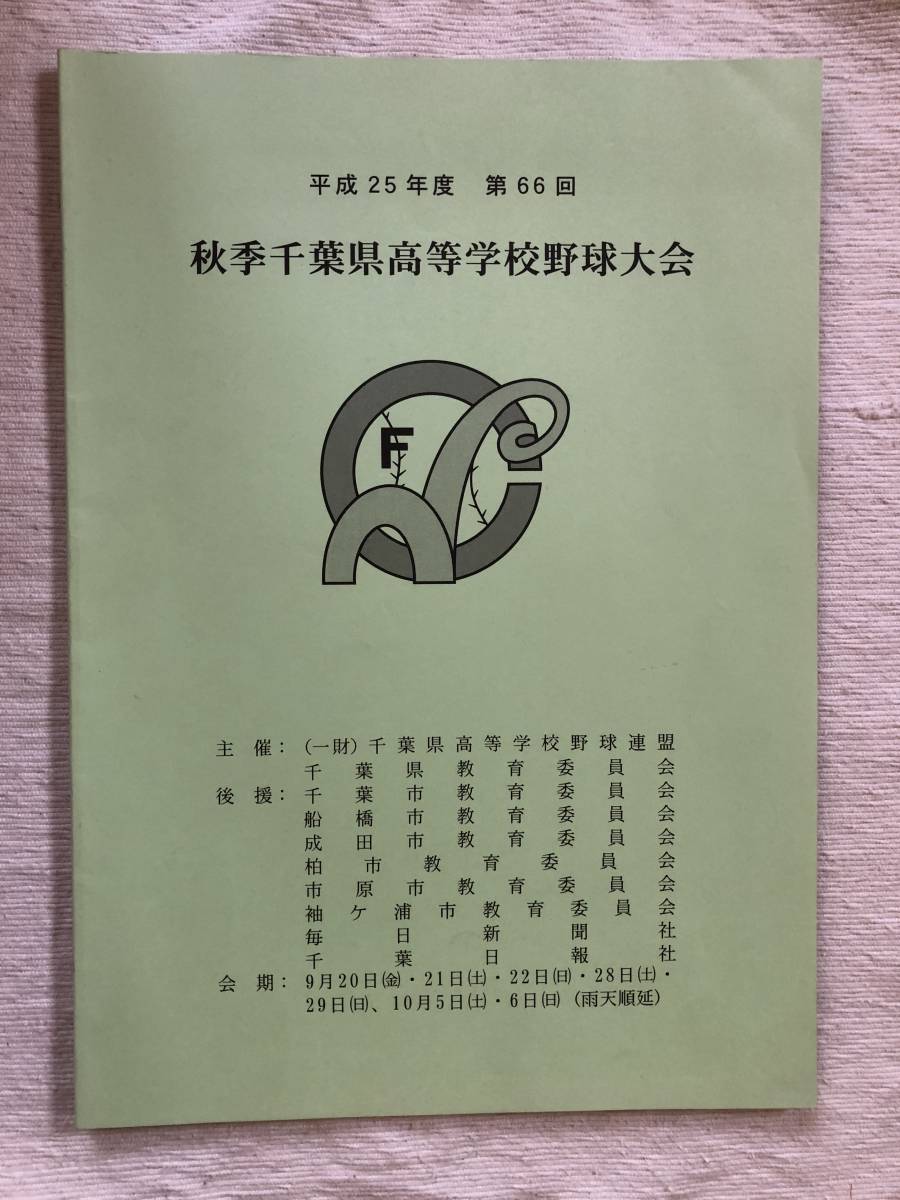 平成25年度 第66回
秋季千葉県高等学校野球大会
F
主催：(一財)千葉県高等学校野球連盟
千葉県教育委員会
後援：千葉市教育委員会
船橋市教育委員会
成田市教育委員会
柏市教育委員会
市原市教育委員会
袖ケ浦市教育委員会
毎日新聞社
千葉日報社
会期：9月20日㈮・21日㈯・22日㈰・28日㈯・
29日㈰、10月5日㈯・6日㈰（雨天順延）